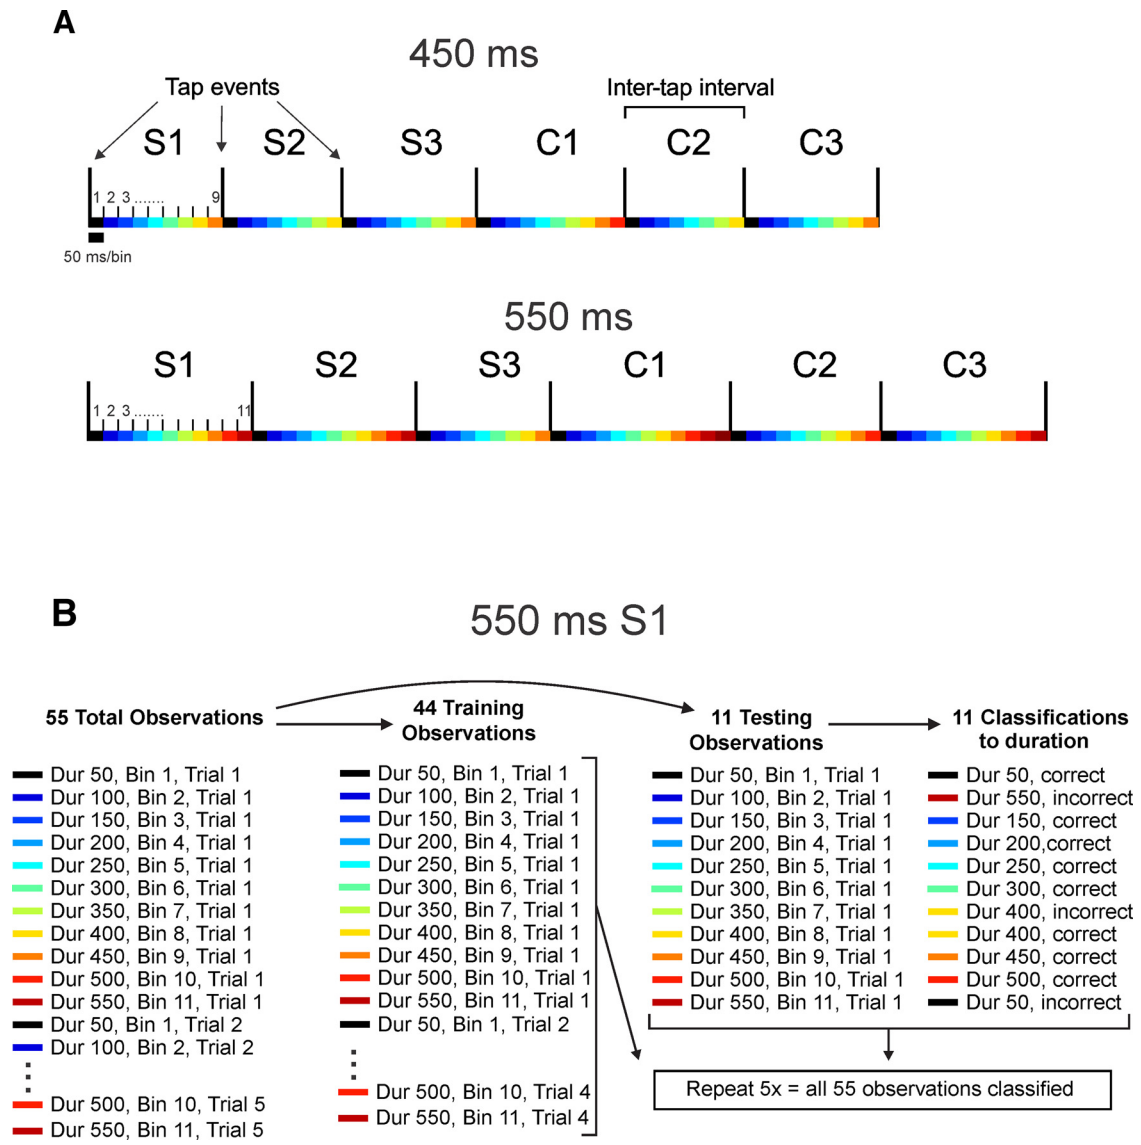 A
450 ms
Tap events
Inter-tap interval
S1 S2 S3 C1 C2 C3
1 2 3 ....... 9
50 ms/bin
550 ms
S1 S2 S3 C1 C2 C3
1 2 3 ....... 11
B
550 ms S1
55 Total Observations
Dur 50, Bin 1, Trial 1
Dur 100, Bin 2, Trial 1
Dur 150, Bin 3, Trial 1
Dur 200, Bin 4, Trial 1
Dur 250, Bin 5, Trial 1
Dur 300, Bin 6, Trial 1
Dur 350, Bin 7, Trial 1
Dur 400, Bin 8, Trial 1
Dur 450, Bin 9, Trial 1
Dur 500, Bin 10, Trial 1
Dur 550, Bin 11, Trial 1
Dur 50, Bin 1, Trial 2
Dur 100, Bin 2, Trial 2
Dur 500, Bin 10, Trial 5
Dur 550, Bin 11, Trial 5
44 Training
Observations
Dur 50, Bin 1, Trial 1
Dur 100, Bin 2, Trial 1
Dur 150, Bin 3, Trial 1
Dur 200, Bin 4, Trial 1
Dur 250, Bin 5, Trial 1
Dur 300, Bin 6, Trial 1
Dur 350, Bin 7, Trial 1
Dur 400, Bin 8, Trial 1
Dur 450, Bin 9, Trial 1
Dur 500, Bin 10, Trial 1
Dur 550, Bin 11, Trial 1
Dur 50, Bin 1, Trial 2
Dur 500, Bin 10, Trial 4
Dur 550, Bin 11, Trial 4
11 Testing
Observations
Dur 50, Bin 1, Trial 1
Dur 100, Bin 2, Trial 1
Dur 150, Bin 3, Trial 1
Dur 200, Bin 4, Trial 1
Dur 250, Bin 5, Trial 1
Dur 300, Bin 6, Trial 1
Dur 350, Bin 7, Trial 1
Dur 400, Bin 8, Trial 1
Dur 450, Bin 9, Trial 1
Dur 500, Bin 10, Trial 1
Dur 550, Bin 11, Trial 1
11 Classifications
to duration
Dur 50, correct
Dur 550, incorrect
Dur 150, correct
Dur 200,correct
Dur 250, correct
Dur 300, correct
Dur 400, incorrect
Dur 400, correct
Dur 450, correct
Dur 500, correct
Dur 50, incorrect
Repeat 5x = all 55 observations classified